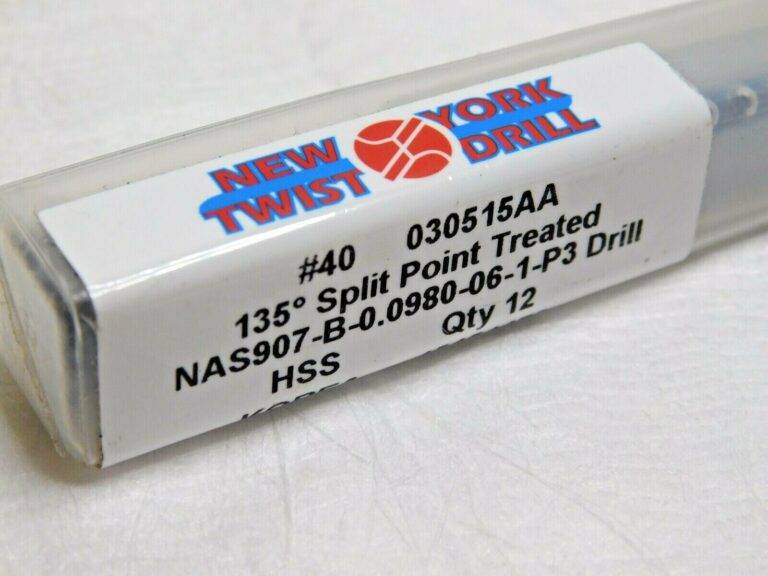 NEW YORK
TWIST DRILL
#40 030515AA
135° Split Point Treated
NAS907-B-0.0980-06-1-P3 Drill
HSS Qty 12